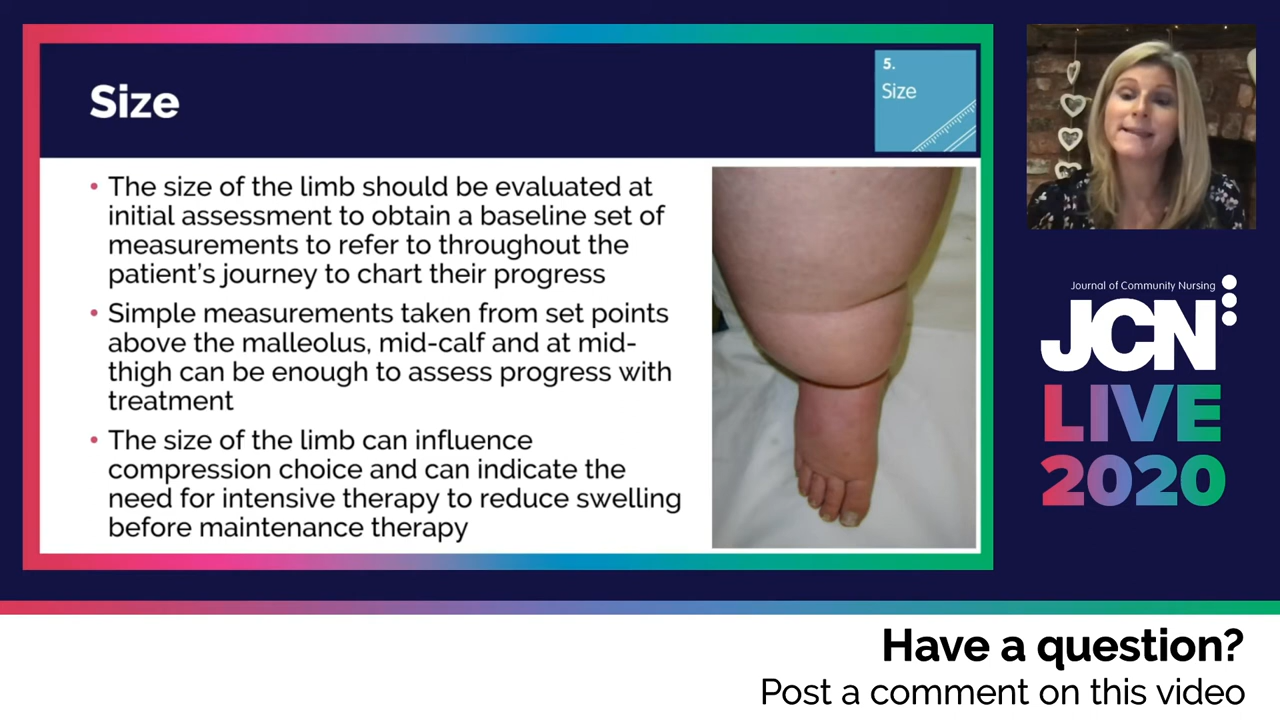 Size
5.
Size
• The size of the limb should be evaluated at
initial assessment to obtain a baseline set of
measurements to refer to throughout the
patient's journey to chart their progress
• Simple measurements taken from set points
above the malleolus, mid-calf and at mid-
thigh can be enough to assess progress with
treatment
• The size of the limb can influence
compression choice and can indicate the
need for intensive therapy to reduce swelling
before maintenance therapy
Journal of Community Nursing
JCN
LIVE
2020
Have a question?
Post a comment on this video